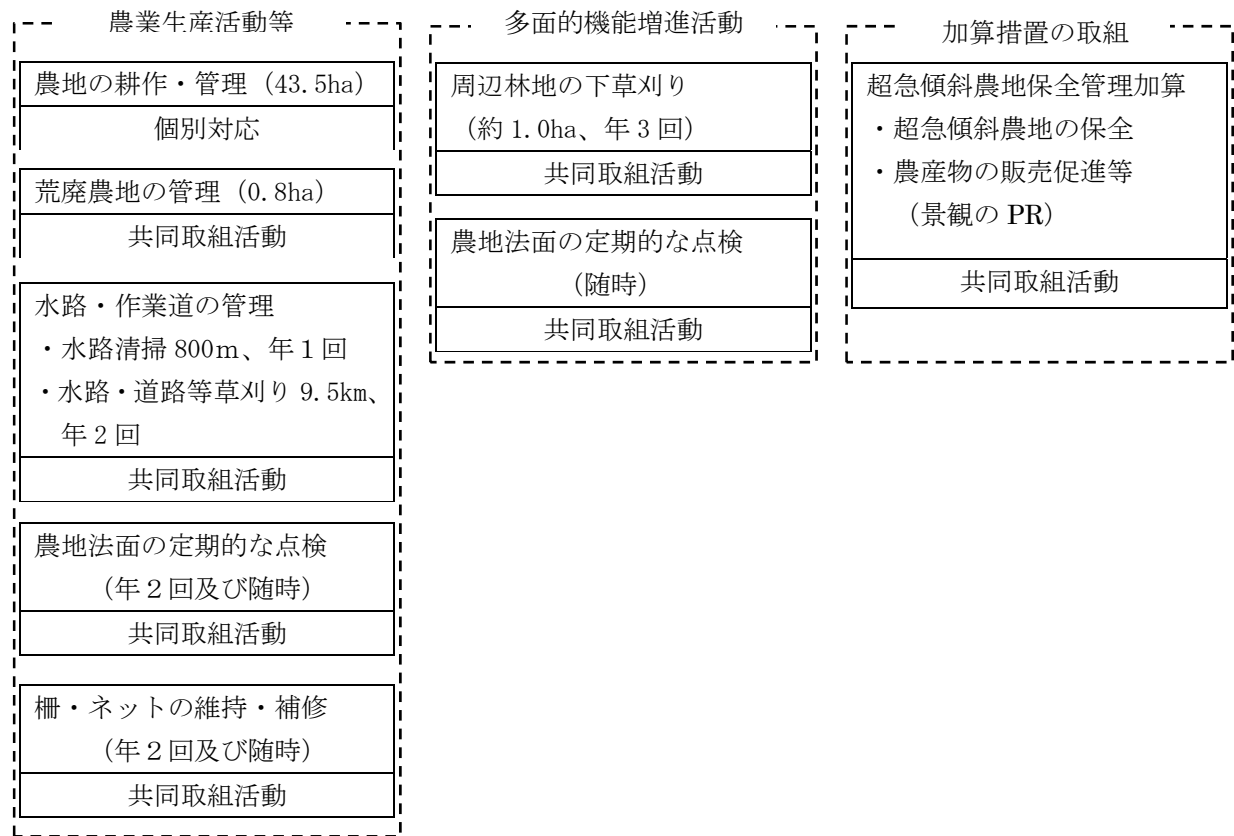 農業生産活動等
農地の耕作・管理（43.5ha）
個別対応
荒廃農地の管理（0.8ha）
共同取組活動
水路・作業道の管理
・水路清掃 800ｍ、年１回
・水路・道路等草刈り 9.5km、
年２回
共同取組活動
農地法面の定期的な点検
（年２回及び随時）
共同取組活動
柵・ネットの維持・補修
（年２回及び随時）
共同取組活動
多面的機能増進活動
周辺林地の下草刈り
（約 1.0ha、年３回）
共同取組活動
農地法面の定期的な点検
（随時）
共同取組活動
加算措置の取組
超急傾斜農地保全管理加算
・超急傾斜農地の保全
・農産物の販売促進等
（景観の PR）
共同取組活動